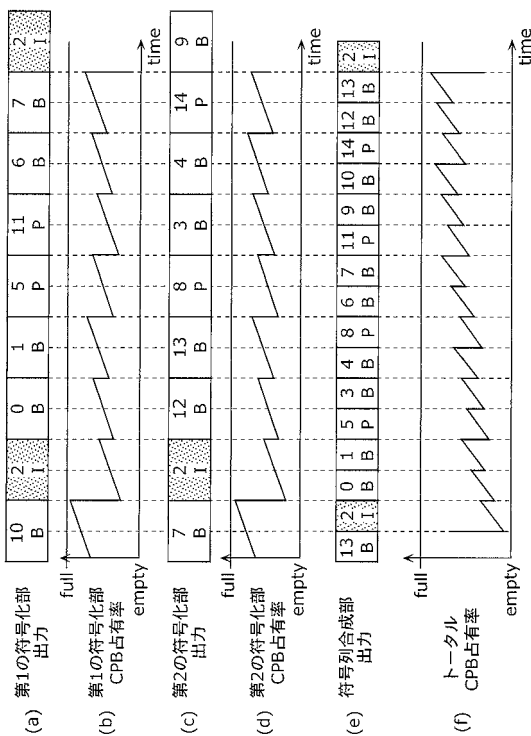 (a) 第1の符号化部
出力
10 2 0 1 5 11 6 7 2
B I B B P P B B I
(b) 第1の符号化部
CPB占有率
full
empty
time
(c) 第2の符号化部
出力
7 2 12 13 8 3 4 14 9
B I B B P B B P B
(d) 第2の符号化部
CPB占有率
full
empty
time
(e) 符号列合成部
出力
13 2 0 1 5 3 4 8 6 7 11 9 10 14 12 13 2
B I B B P B B P B B P B B P B B I
(f) トータル
CPB占有率
full
empty
time